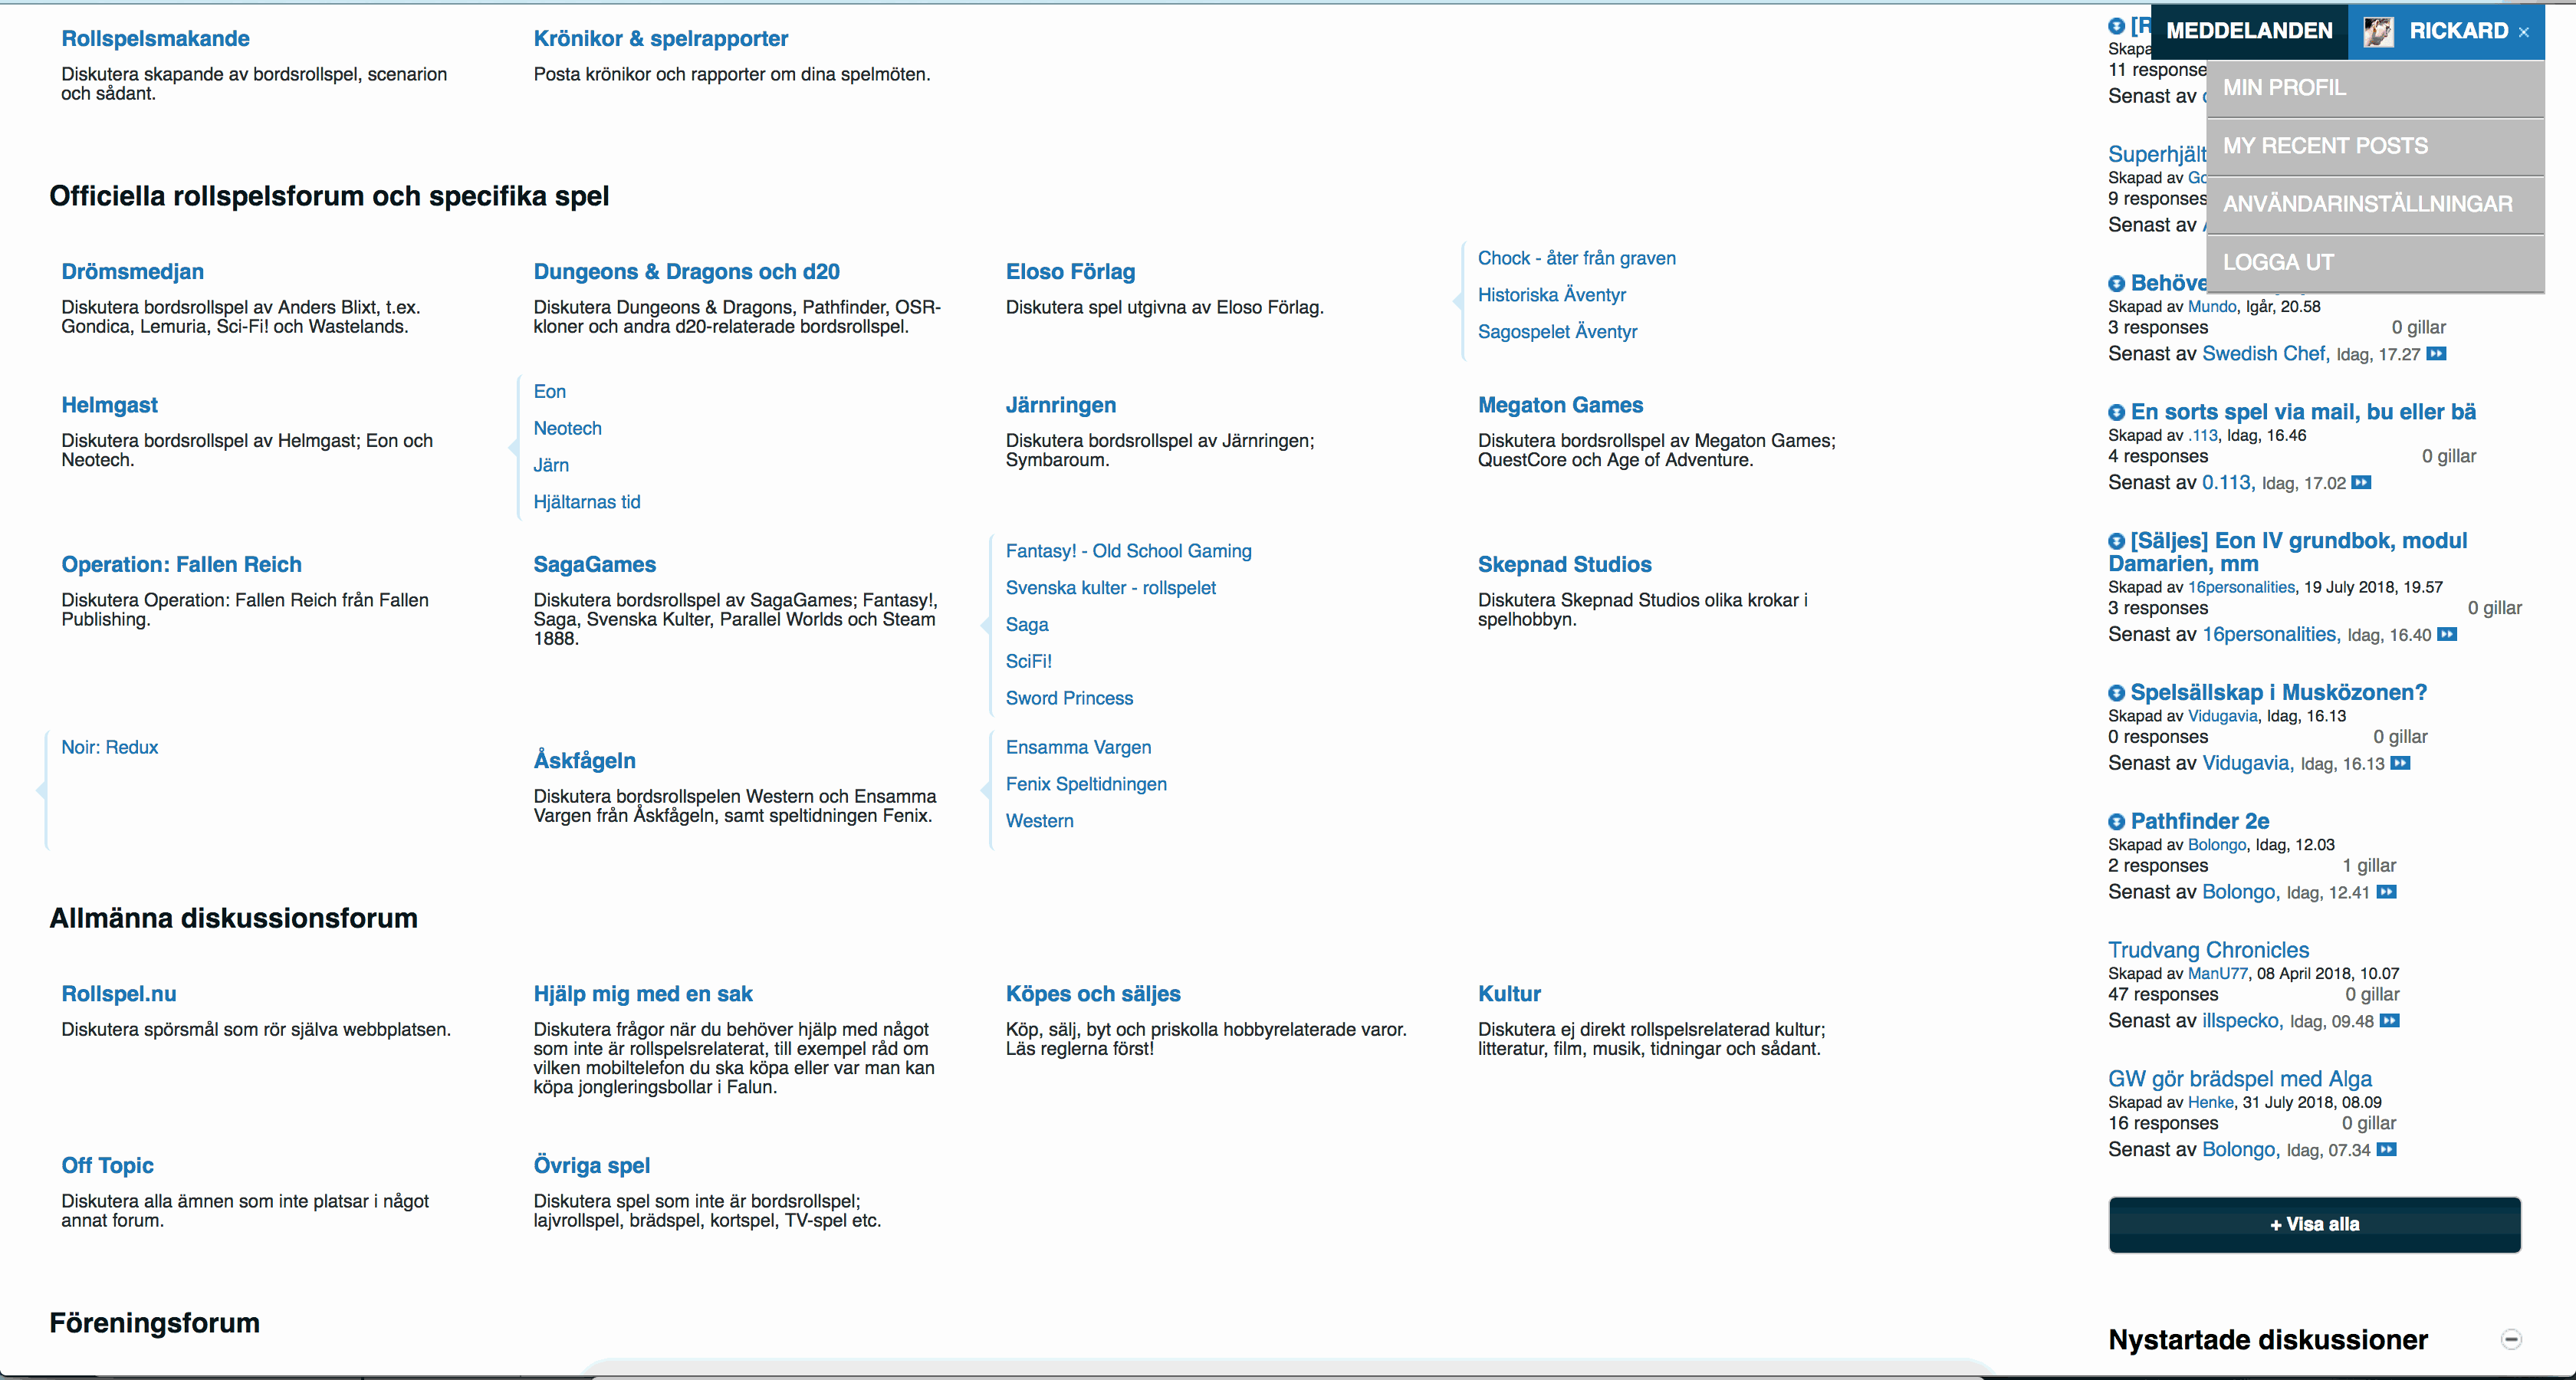 Rollspelsmakande
Diskutera skapande av bordsrollspel, scenarion
och sådant.
Krönikor & spelrapporter
Posta krönikor och rapporter om dina spelmöten.
Officiella rollspelsforum och specifika spel
Drömsmedjan
Diskutera bordsrollspel av Anders Blixt, t.ex.
Gondica, Lemuria, Sci-Fi! och Wastelands.
Dungeons & Dragons och d20
Diskutera Dungeons & Dragons, Pathfinder, OSR-
kloner och andra d20-relaterade bordsrollspel.
Eloso Förlag
Diskutera spel utgivna av Eloso Förlag.
Chock - åter från graven
Historiska Äventyr
Sagospelet Äventyr
Helmgast
Diskutera bordsrollspel av Helmgast; Eon och
Neotech.
Eon
Neotech
Järn
Hjältarnas tid
Järnringen
Diskutera bordsrollspel av Järnringen;
Symbaroum.
Megaton Games
Diskutera bordsrollspel av Megaton Games;
QuestCore och Age of Adventure.
Operation: Fallen Reich
Diskutera Operation: Fallen Reich från Fallen
Publishing.
SagaGames
Diskutera bordsrollspel av SagaGames; Fantasy!,
Saga, Svenska Kulter, Parallel Worlds och Steam
1888.
Fantasy! - Old School Gaming
Svenska kulter - rollspelet
Saga
SciFi!
Sword Princess
Skepnad Studios
Diskutera Skepnad Studios olika krokar i
spelhobbyn.
Noir: Redux
Åskfågeln
Diskutera bordsrollspelen Western och Ensamma
Vargen från Åskfågeln, samt speltidningen Fenix.
Ensamma Vargen
Fenix Speltidningen
Western
Allmänna diskussionsforum
Rollspel.nu
Diskutera spörsmål som rör själva webbplatsen.
Hjälp mig med en sak
Diskutera frågor när du behöver hjälp med något
som inte är rollspelsrelaterat, till exempel råd om
vilken mobiltelefon du ska köpa eller var man kan
köpa jongleringsbollar i Falun.
Köpes och säljes
Köp, sälj, byt och priskolla hobbyrelaterade varor.
Läs reglerna först!
Kultur
Diskutera ej direkt rollspelsrelaterad kultur;
litteratur, film, musik, tidningar och sådant.
Off Topic
Diskutera alla ämnen som inte platsar i något
annat forum.
Övriga spel
Diskutera spel som inte är bordsrollspel;
lajvrollspel, brädspel, kortspel, TV-spel etc.
Föreningsforum
MEDDELANDEN RICKARD ×
MIN PROFIL
MY RECENT POSTS
ANVÄNDARINSTÄLLNINGAR
LOGGA UT
11 response
Senast av
Superhjält
Skapad av Go
9 responses
Senast av
Behöve
Skapad av Mundo, Igår, 20.58
3 responses 0 gillar
Senast av Swedish Chef, Idag, 17.27
En sorts spel via mail, bu eller bä
Skapad av .113, Idag, 16.46
4 responses 0 gillar
Senast av 0.113, Idag, 17.02
[Säljes] Eon IV grundbok, modul
Damarien, mm
Skapad av 16personalities, 19 July 2018, 19.57
3 responses 0 gillar
Senast av 16personalities, Idag, 16.40
Spelsällskap i Musközonen?
Skapad av Vidugavia, Idag, 16.13
0 responses 0 gillar
Senast av Vidugavia, Idag, 16.13
Pathfinder 2e
Skapad av Bolongo, Idag, 12.03
2 responses 1 gillar
Senast av Bolongo, Idag, 12.41
Trudvang Chronicles
Skapad av ManU77, 08 April 2018, 10.07
47 responses 0 gillar
Senast av illspecko, Idag, 09.48
GW gör brädspel med Alga
Skapad av Henke, 31 July 2018, 08.09
16 responses 0 gillar
Senast av Bolongo, Idag, 07.34
+ Visa alla
Nystartade diskussioner